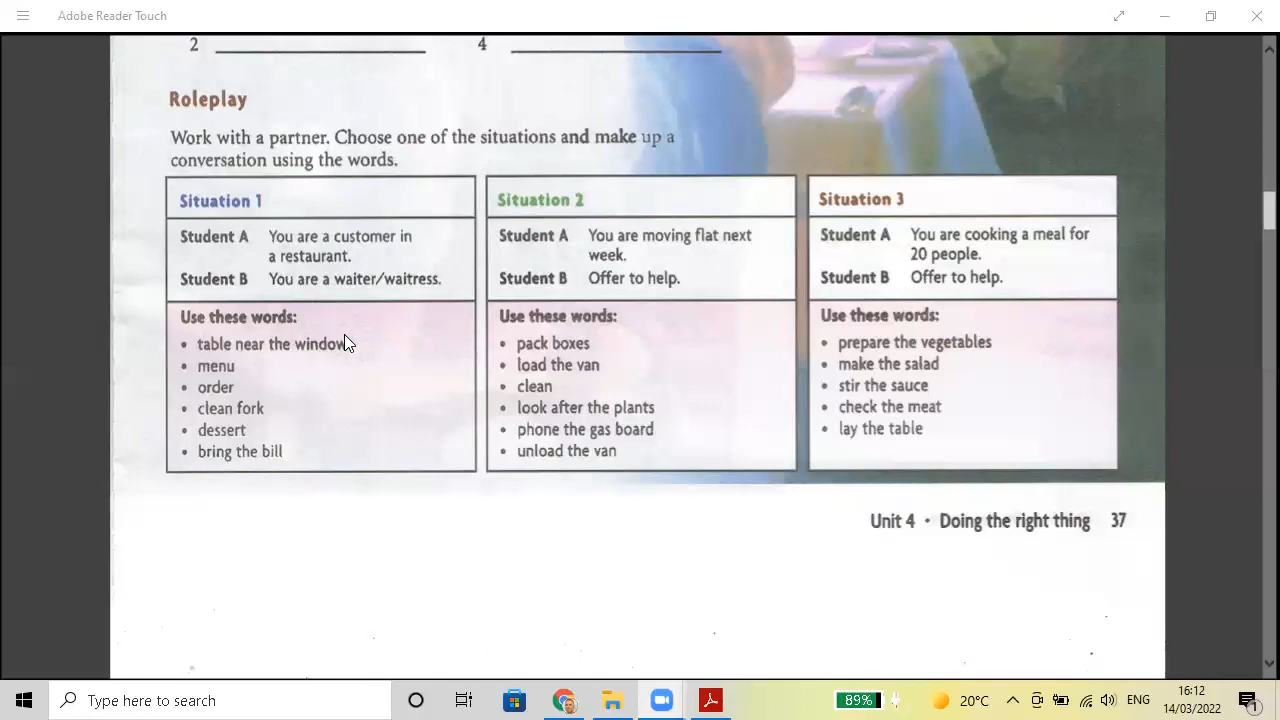 Adobe Reader Touch
2 4
Roleplay
Work with a partner. Choose one of the situations and make up a
conversation using the words.
Situation 1
Student A You are a customer in
a restaurant.
Student B You are a waiter/waitress.
Use these words:
• table near the window
• menu
• order
• clean fork
• dessert
• bring the bill
Situation 2
Student A You are moving flat next
week.
Student B Offer to help.
Use these words:
• pack boxes
• load the van
• clean
• look after the plants
• phone the gas board
• unload the van
Situation 3
Student A You are cooking a meal for
20 people.
Student B Offer to help.
Use these words:
• prepare the vegetables
• make the salad
• stir the sauce
• check the meat
• lay the table
Unit 4 • Doing the right thing 37
Type here to search
89%
20°C
ENG
16:12
14/03/2022
1